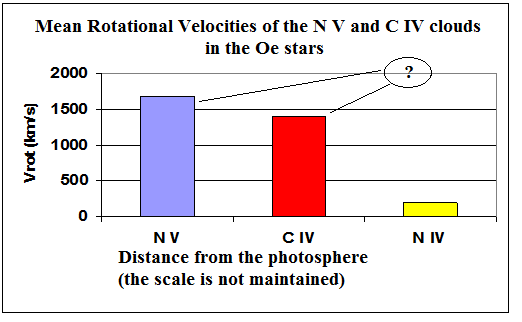 Mean Rotational Velocities of the N V and C IV clouds
in the Oe stars
?
Vrot (km/s)
2000
1500
1000
500
0
N V C IV N IV
Distance from the photosphere
(the scale is not maintained)